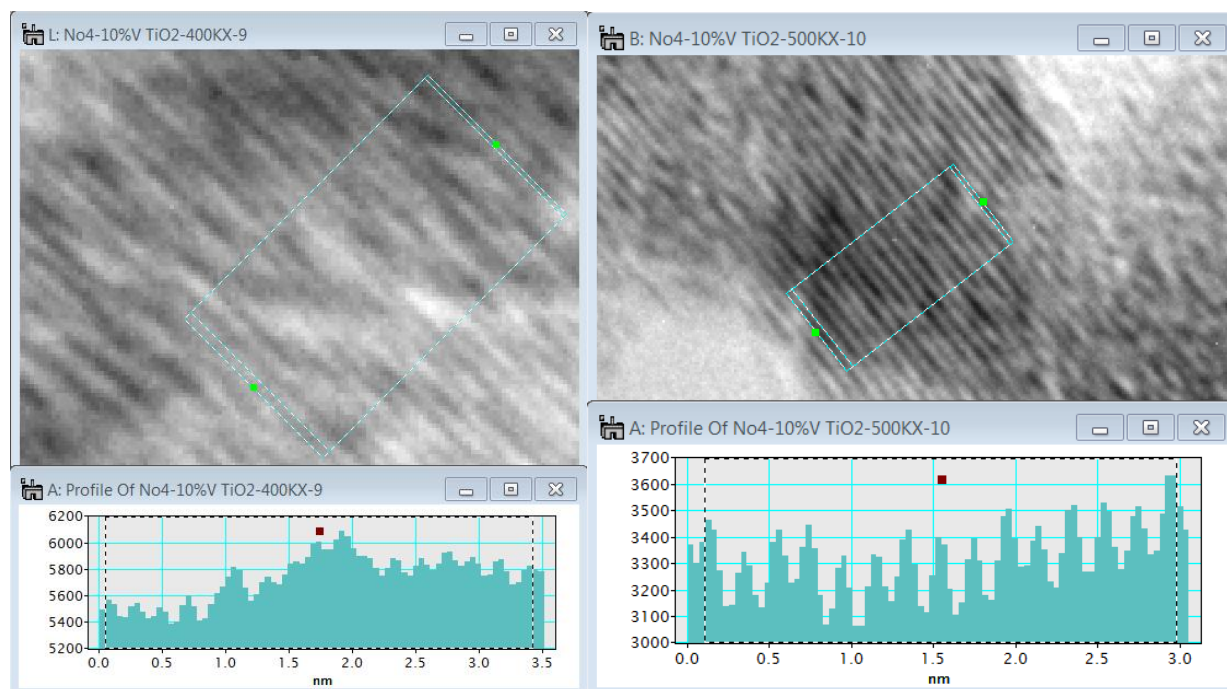 L: No4-10%V TiO2-400KX-9
B: No4-10%V TiO2-500KX-10
A: Profile Of No4-10%V TiO2-400KX-9
6200
6000
5800
5600
5400
5200
0.0 0.5 1.0 1.5 2.0 2.5 3.0 3.5
nm
A: Profile Of No4-10%V TiO2-500KX-10
3700
3600
3500
3400
3300
3200
3100
3000
0.0 0.5 1.0 1.5 2.0 2.5 3.0
nm